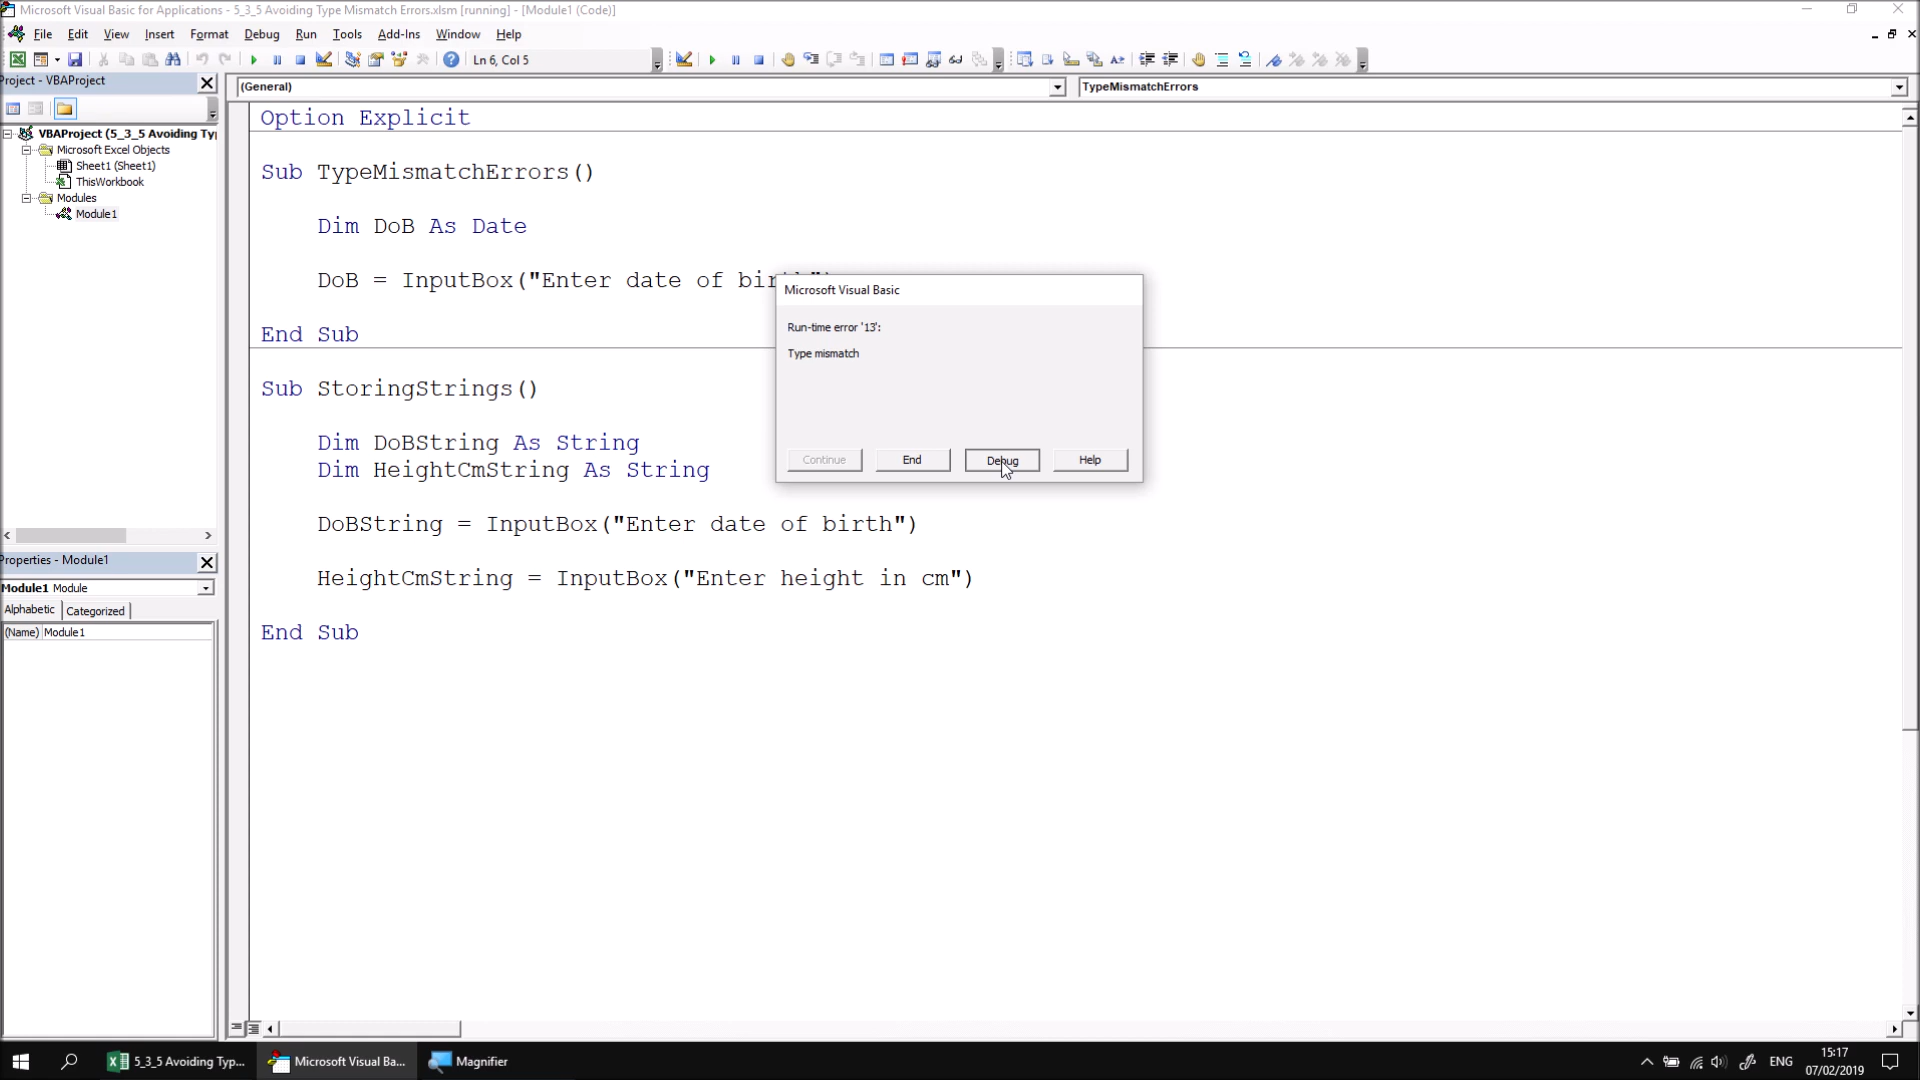 Microsoft Visual Basic for Applications - 5_3_5 Avoiding Type Mismatch Errors.xlsm [running] - [Module1 (Code)]
File Edit View Insert Format Debug Run Tools Add-Ins Window Help
Ln 6, Col 5
Project - VBAProject
(General)
TypeMismatchErrors
VBAProject (5_3_5 Avoiding Ty
Microsoft Excel Objects
Sheet1 (Sheet1)
ThisWorkbook
Modules
Module1
Option Explicit
Sub TypeMismatchErrors()
Dim DoB As Date
DoB = InputBox("Enter date of birth")
End Sub
Sub StoringStrings()
Dim DoBString As String
Dim HeightCmString As String
DoBString = InputBox("Enter date of birth")
HeightCmString = InputBox("Enter height in cm")
End Sub
Microsoft Visual Basic
Run-time error '13':
Type mismatch
Continue End Debug Help
Properties - Module1
Module1 Module
Alphabetic Categorized
(Name) Module1
5_3_5 Avoiding Typ...
Microsoft Visual Ba...
Magnifier
ENG
15:17
07/02/2019